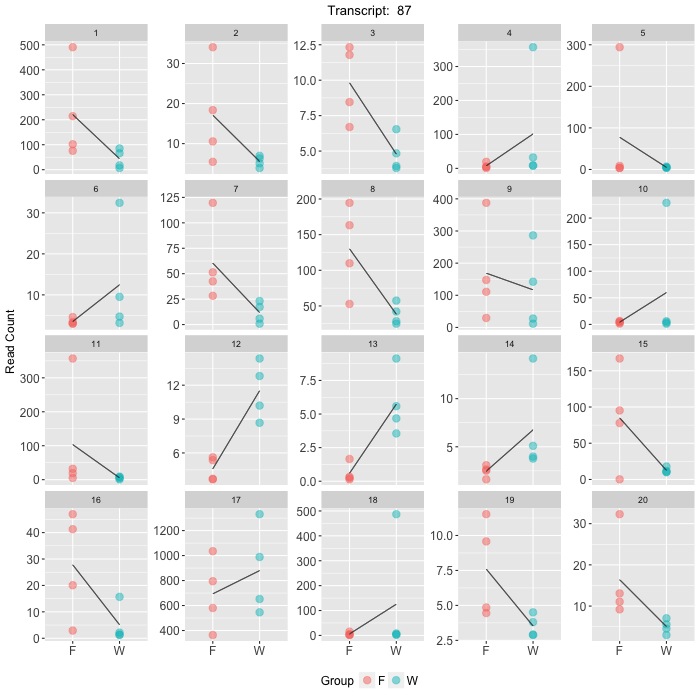 Transcript: 87
1 2 3 4 5
500 400 300 200 100 0
30 20 10
12.5 10.0 7.5 5.0
300 200 100 0
300 200 100 0
6 7 8 9 10
30 20 10
125 100 75 50 25 0
200 150 100 50
400 300 200 100 0
200 150 100 50 0
Read Count
11 12 13 14 15
300 200 100 0
12 9 6
7.5 5.0 2.5 0.0
10 5
150 100 50 0
16 17 18 19 20
40 30 20 10 0
1200 1000 800 600 400
500 400 300 200 100 0
10.0 7.5 5.0 2.5
30 20 10
F W F W F W F W F W
Group F W